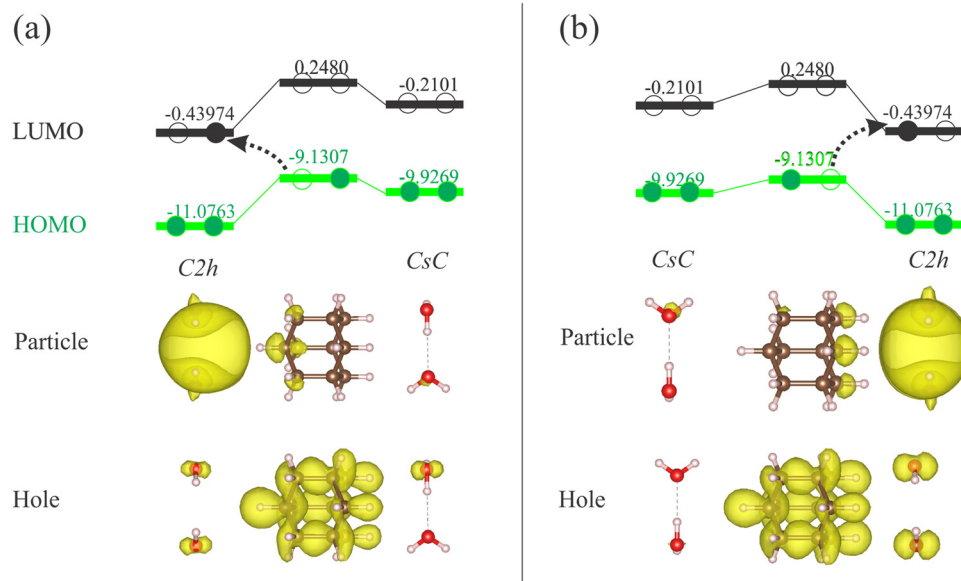 (a)
0.2480
-0.2101
-0.43974
LUMO
-9.1307
-9.9269
-11.0763
HOMO
C2h
CsC
Particle
Hole
(b)
-0.2101
0.2480
-0.43974
-9.1307
-9.9269
-11.0763
CsC
C2h
Particle
Hole